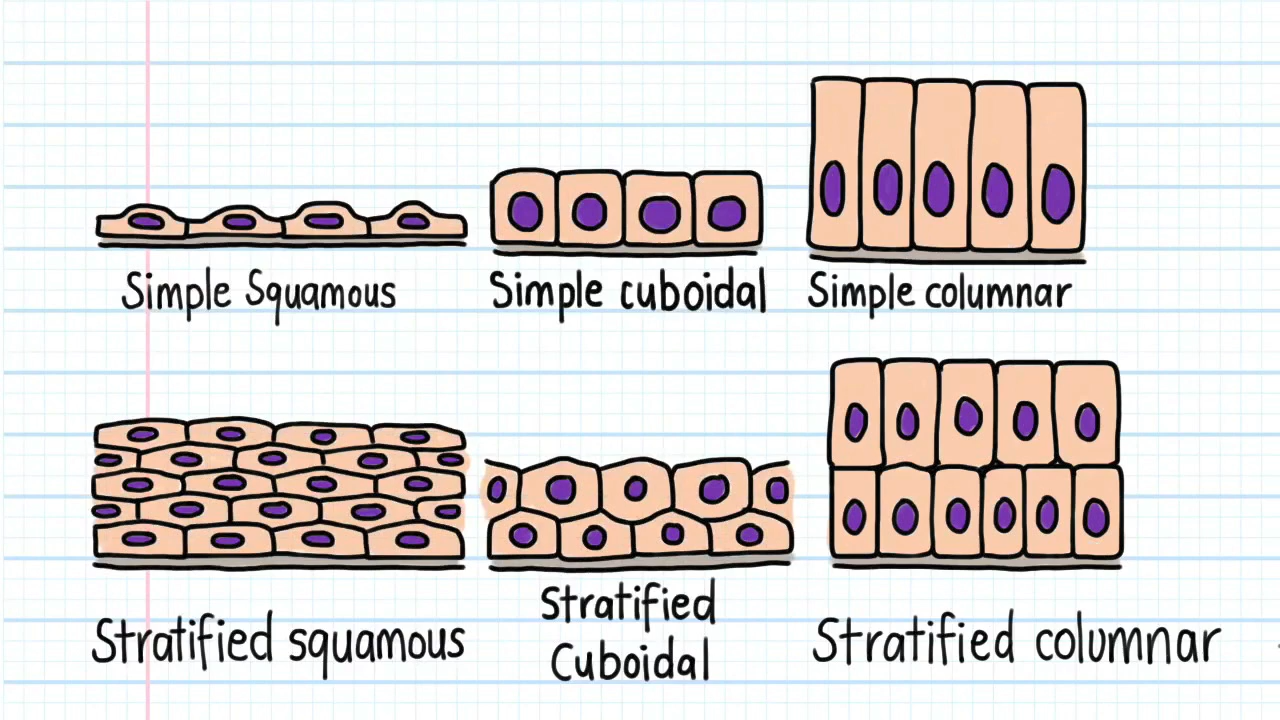 Simple Squamous
Simple cuboidal
Simple columnar
Stratified squamous
Stratified
Cuboidal
Stratified columnar